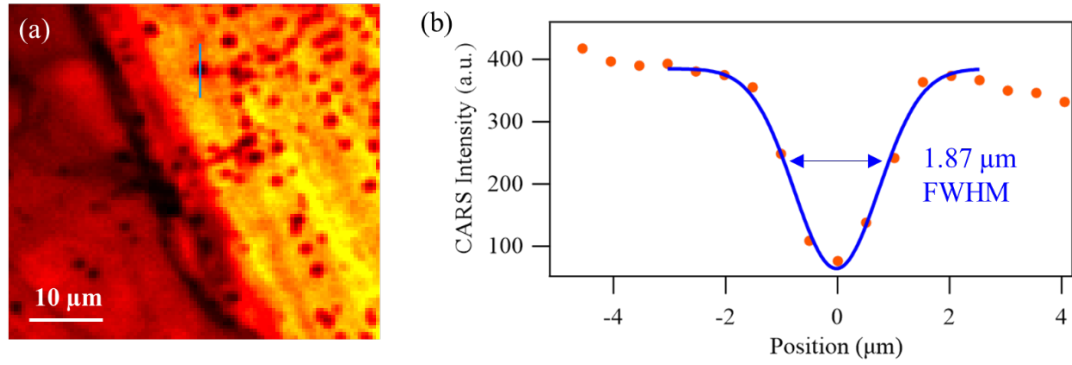 (a)
10 μm
(b)
CARS Intensity (a.u.)
400
300
200
100
1.87 μm
FWHM
-4
-2
0
2
4
Position (μm)